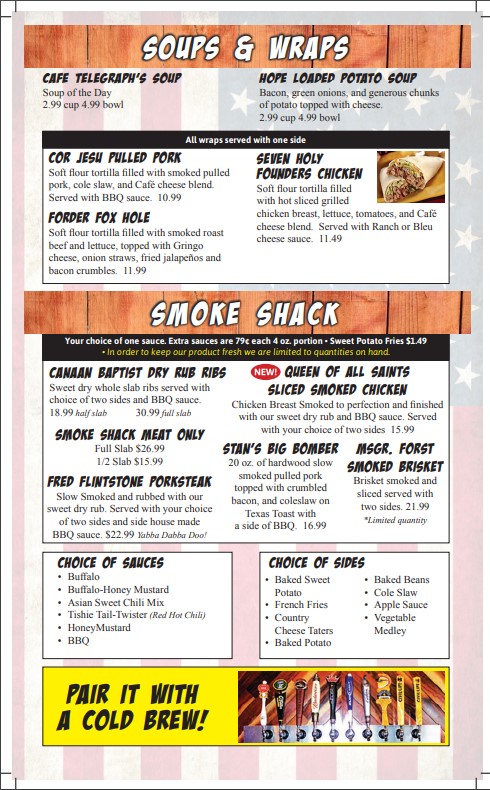 SOUPS & WRAPS
CAFE TELEGRAPH'S SOUP
Soup of the Day
2.99 cup 4.99 bowl
HOPE LOADED POTATO SOUP
Bacon, green onions, and generous chunks
of potato topped with cheese.
2.99 cup 4.99 bowl
All wraps served with one side
COR JESU PULLED PORK
Soft flour tortilla filled with smoked pulled
pork, cole slaw, and Café cheese blend.
Served with BBQ sauce. 10.99
FORDER FOX HOLE
Soft flour tortilla filled with smoked roast
beef and lettuce, topped with Gringo
cheese, onion straws, fried jalapeños and
bacon crumbles. 11.99
SEVEN HOLY
FOUNDERS CHICKEN
Soft flour tortilla filled
with hot sliced grilled
chicken breast, lettuce, tomatoes, and Café
cheese blend. Served with Ranch or Bleu
cheese sauce. 11.49
SMOKE SHACK
Your choice of one sauce. Extra sauces are 79¢ each 4 oz. portion • Sweet Potato Fries $1.49
• In order to keep our product fresh we are limited to quantities on hand.
CANAAN BAPTIST DRY RUB RIBS
Sweet dry whole slab ribs served with
choice of two sides and BBQ sauce.
18.99 half slab 30.99 full slab
SMOKE SHACK MEAT ONLY
Full Slab $26.99
1/2 Slab $15.99
FRED FLINTSTONE PORKSTEAK
Slow Smoked and rubbed with our
sweet dry rub. Served with your choice
of two sides and side house made
BBQ sauce. $22.99 Yabba Dabba Doo!
NEW! QUEEN OF ALL SAINTS
SLICED SMOKED CHICKEN
Chicken Breast Smoked to perfection and finished
with our sweet dry rub and BBQ sauce. Served
with your choice of two sides 15.99
STAN'S BIG BOMBER
20 oz. of hardwood slow
smoked pulled pork
topped with crumbled
bacon, and coleslaw on
Texas Toast with
a side of BBQ. 16.99
MSGR. FORST
SMOKED BRISKET
Brisket smoked and
sliced served with
two sides. 21.99
*Limited quantity
CHOICE OF SAUCES
• Buffalo
• Buffalo-Honey Mustard
• Asian Sweet Chili Mix
• Tishie Tail-Twister (Red Hot Chili)
• HoneyMustard
• BBQ
CHOICE OF SIDES
• Baked Sweet
Potato
• French Fries
• Country
Cheese Taters
• Baked Potato
• Baked Beans
• Cole Slaw
• Apple Sauce
• Vegetable
Medley
PAIR IT WITH
A COLD BREW!